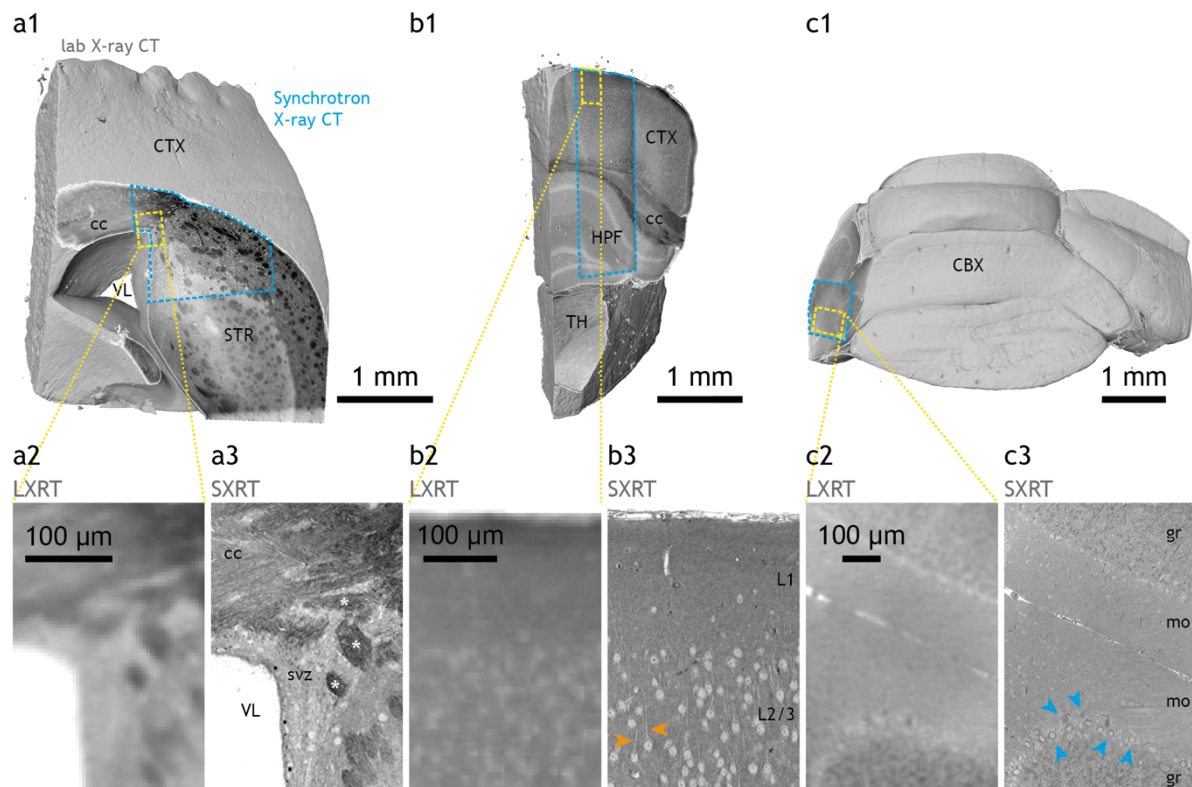 a1
b1
c1
lab X-ray CT
Synchrotron
X-ray CT
CTX
cc
VL
STR
1 mm
CTX
cc
HPF
TH
1 mm
CBX
1 mm
a2
LXRT
100 µm
a3
SXRT
cc
*
*
*
svz
VL
b2
LXRT
100 µm
b3
SXRT
L1
L2/3
c2
LXRT
100 µm
c3
SXRT
gr
mo
mo
gr